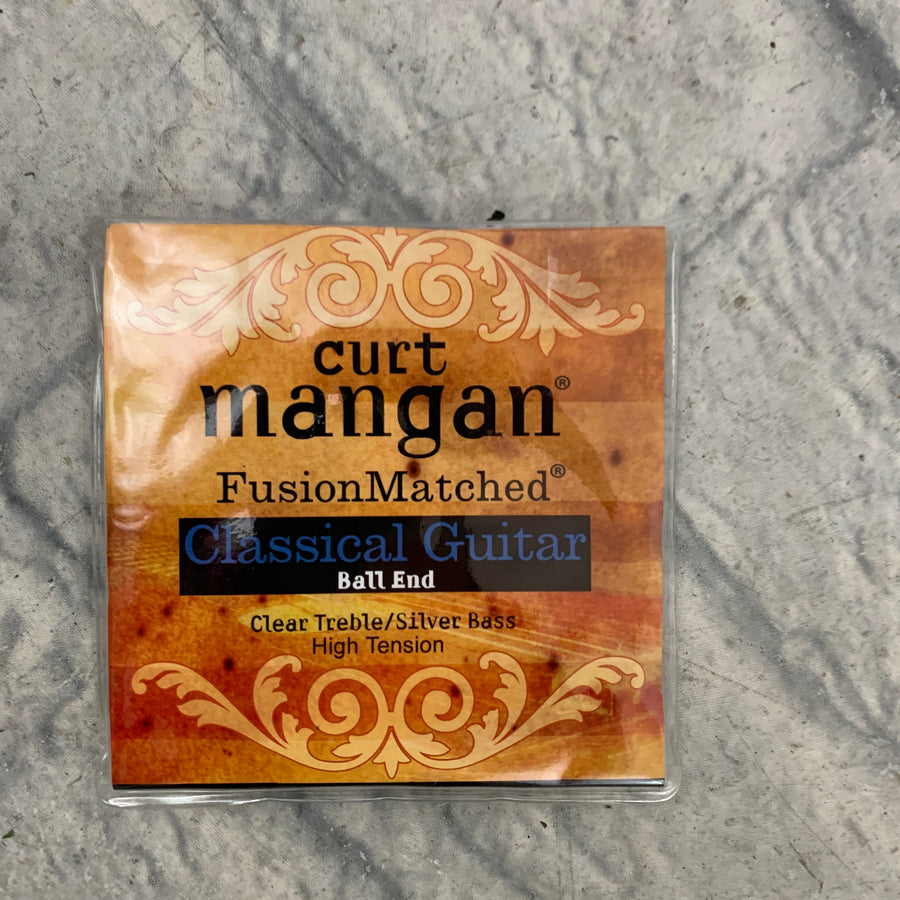 curt
mangan®
FusionMatched®
Classical Guitar
Ball End
Clear Treble/Silver Bass
High Tension